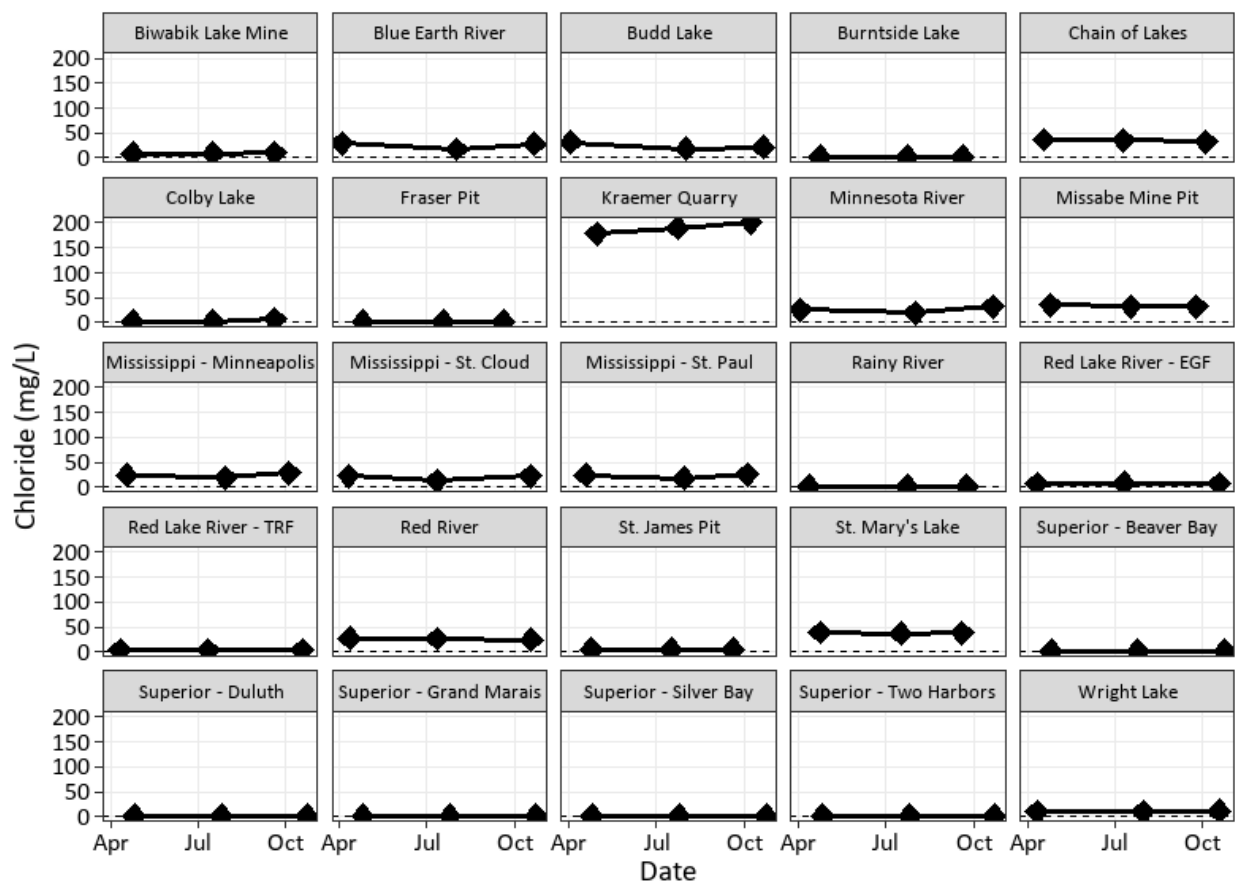 Biwabik Lake Mine
Blue Earth River
Budd Lake
Burntside Lake
Chain of Lakes
200
150
100
50
0
Colby Lake
Fraser Pit
Kraemer Quarry
Minnesota River
Missabe Mine Pit
200
150
100
50
0
Mississippi - Minneapolis
Mississippi - St. Cloud
Mississippi - St. Paul
Rainy River
Red Lake River - EGF
200
150
100
50
0
Chloride (mg/L)
Red Lake River - TRF
Red River
St. James Pit
St. Mary's Lake
Superior - Beaver Bay
200
150
100
50
0
Superior - Duluth
Superior - Grand Marais
Superior - Silver Bay
Superior - Two Harbors
Wright Lake
200
150
100
50
0
Apr Jul Oct
Apr Jul Oct
Apr Jul Oct
Apr Jul Oct
Apr Jul Oct
Date